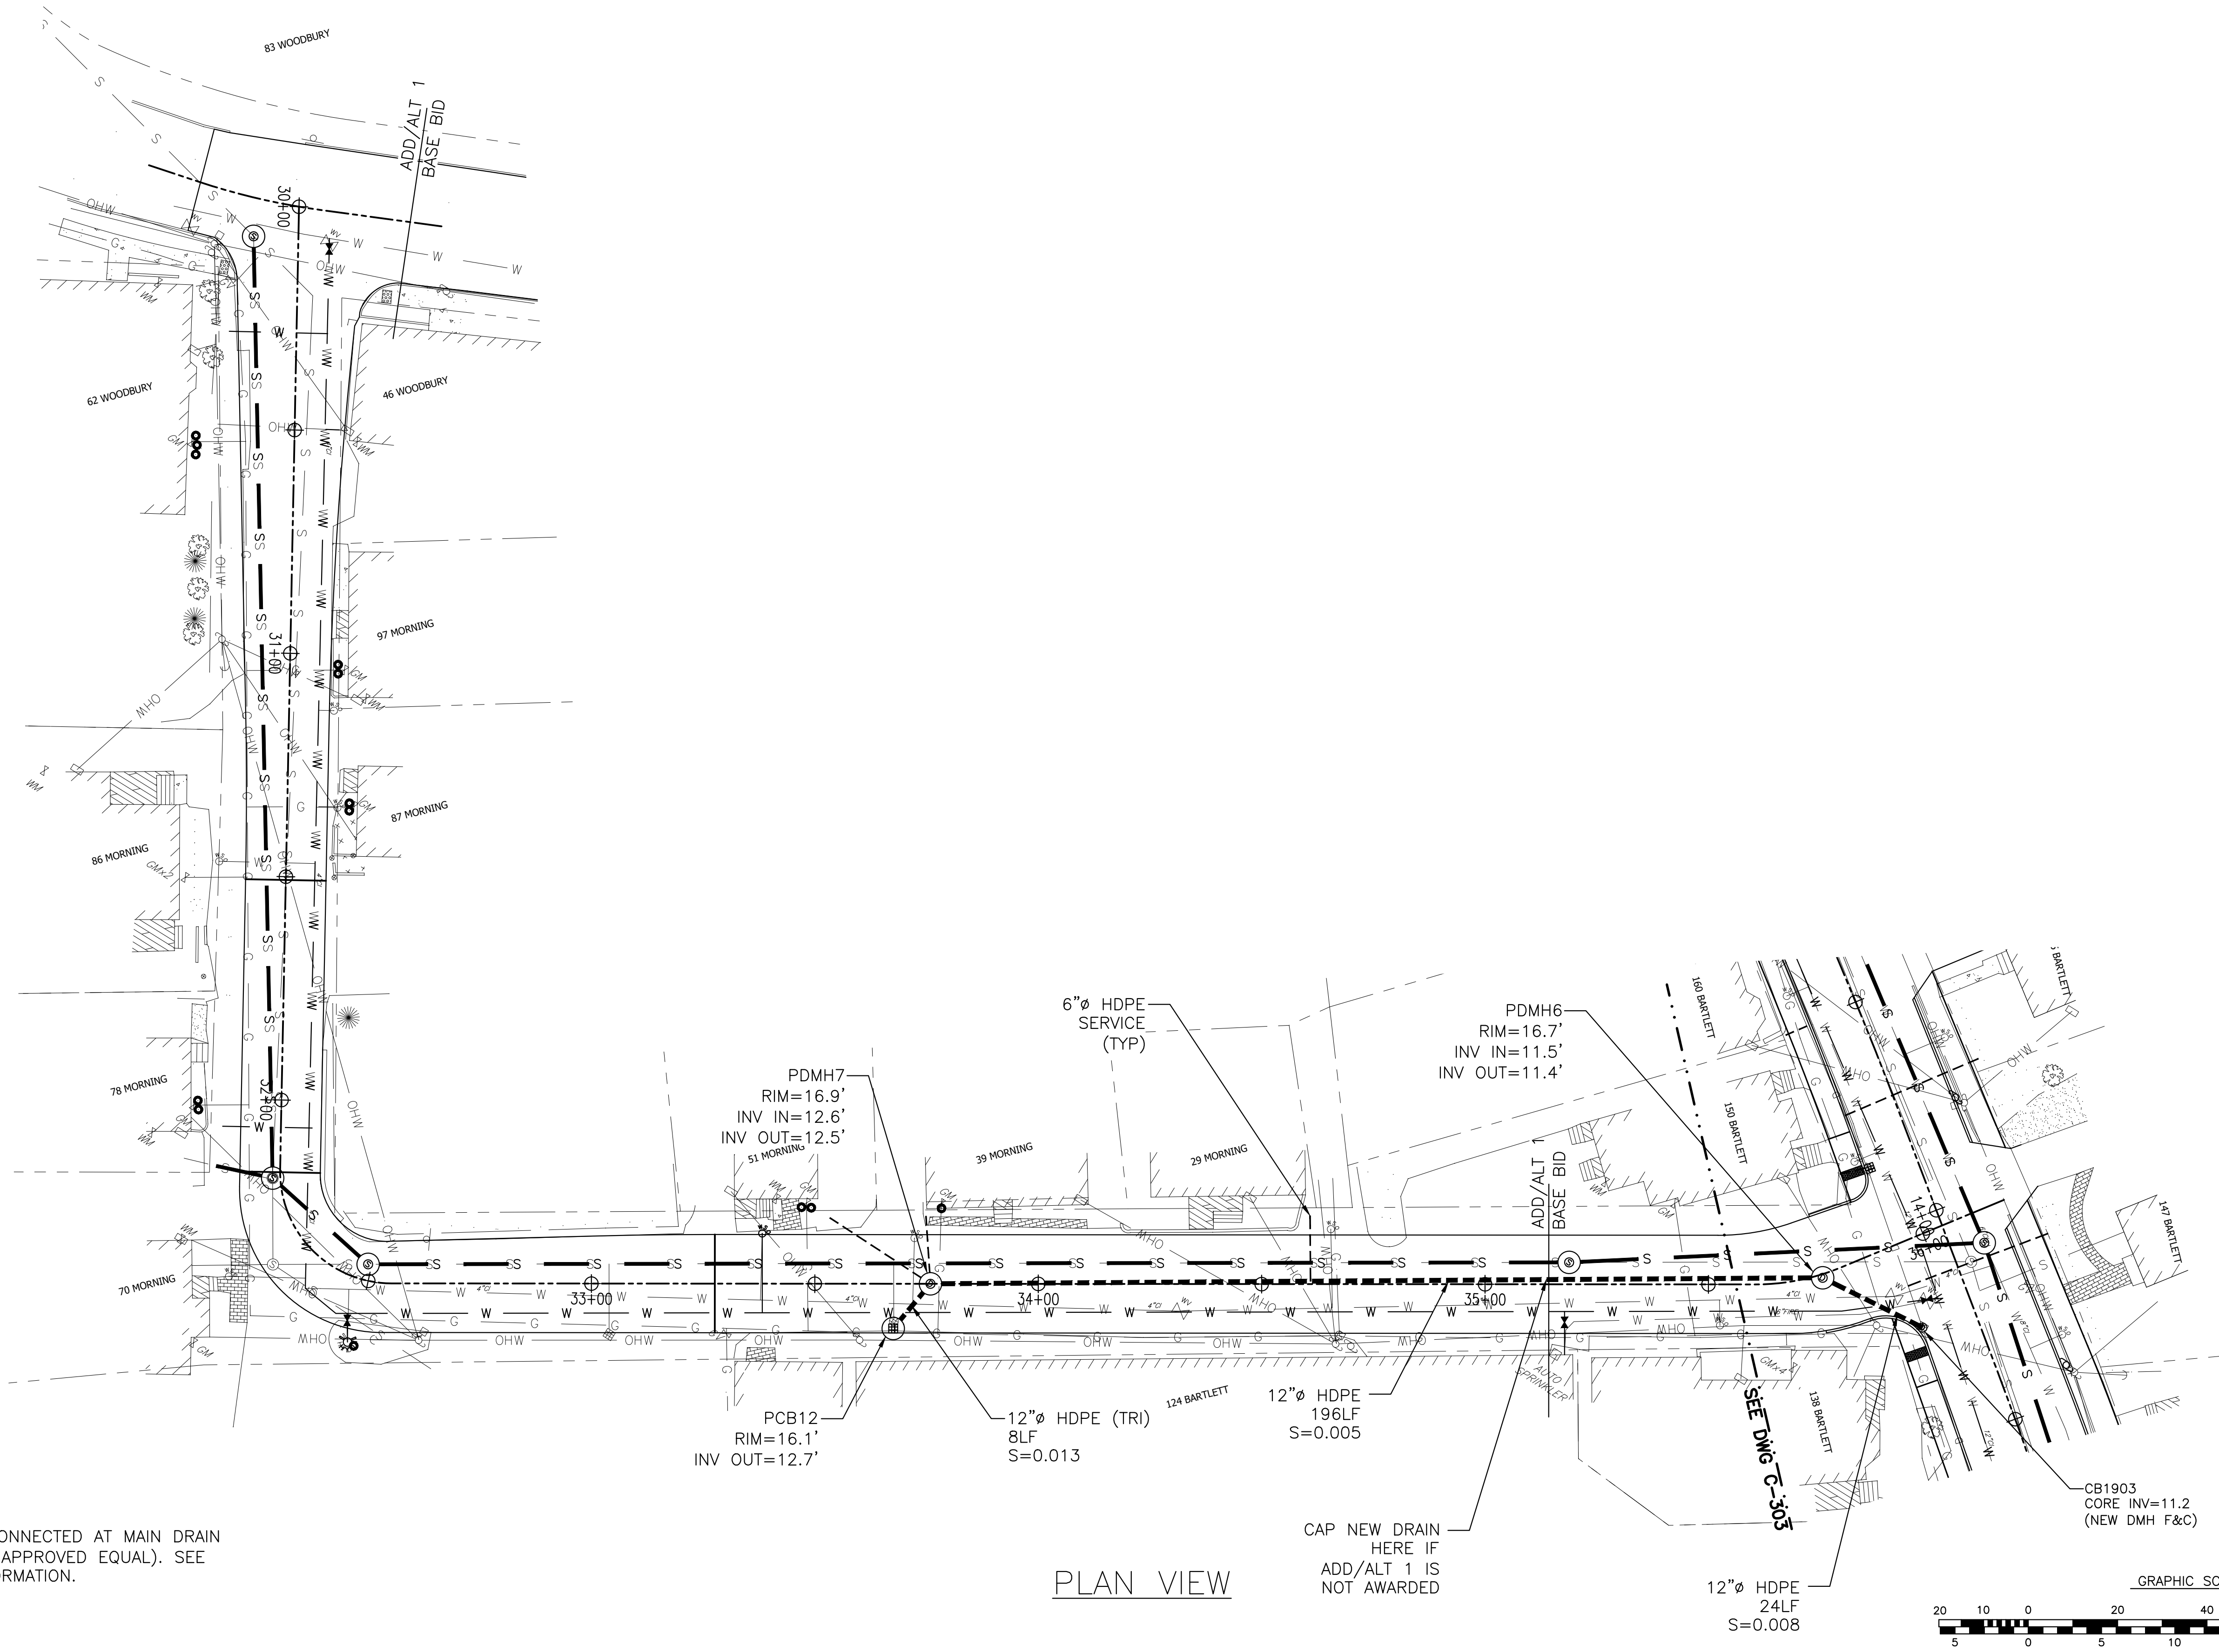 83 WOODBURY
ADD/ALT 1
BASE BID
30+00
62 WOODBURY
46 WOODBURY
31+00
97 MORNING
87 MORNING
86 MORNING
GMx2
78 MORNING
32+00
70 MORNING
PDMH7
RIM=16.9'
INV IN=12.6'
INV OUT=12.5'
51 MORNING
39 MORNING
29 MORNING
6"ø HDPE
SERVICE
(TYP)
PDMH6
RIM=16.7'
INV IN=11.5'
INV OUT=11.4'
ADD/ALT 1
BASE BID
160 BARTLETT
150 BARTLETT
147 BARTLETT
33+00
34+00
35+00
36+00
14+00
PCB12
RIM=16.1'
INV OUT=12.7'
12"ø HDPE (TRI)
8LF
S=0.013
124 BARTLETT
12"ø HDPE
196LF
S=0.005
AUTO
SPRINKLER
GMx4
138 BARTLETT
SEE DWG C-303
CAP NEW DRAIN
HERE IF
ADD/ALT 1 IS
NOT AWARDED
CB1903
CORE INV=11.2
(NEW DMH F&C)
12"ø HDPE
24LF
S=0.008
ONNECTED AT MAIN DRAIN
APPROVED EQUAL). SEE
ORMATION.
PLAN VIEW
GRAPHIC SC
20 10 0 20 40
5 0 5 10